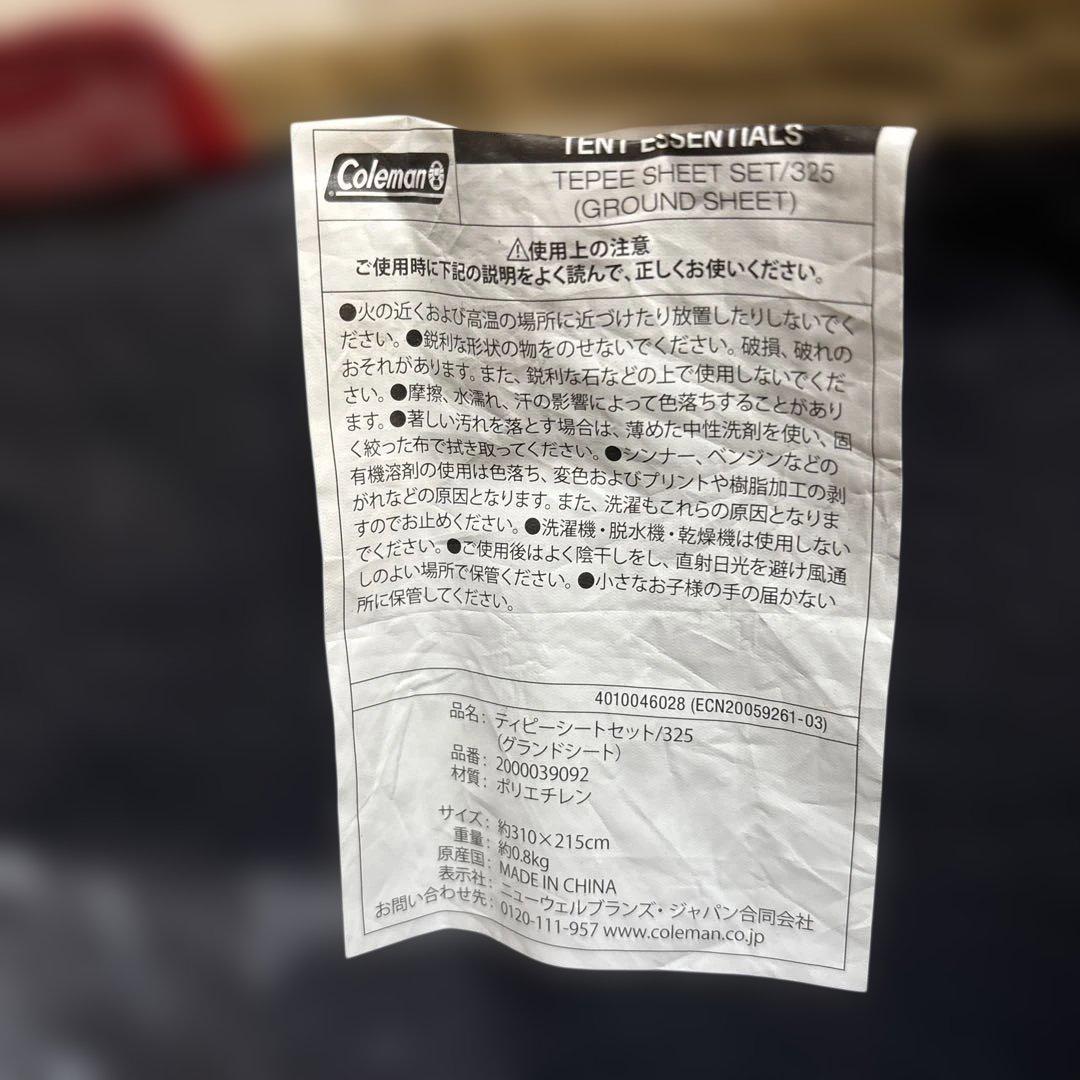 Coleman
TENT ESSENTIALS
TEPEE SHEET SET/325
(GROUND SHEET)
⚠使用上の注意
ご使用時に下記の説明をよく読んで、正しくお使いください。
●火の近くおよび高温の場所に近づけたり放置したりしないでく
ださい。●鋭利な形状の物をのせないでください。破損、破れの
おそれがあります。また、鋭利な石などの上で使用しないでくだ
さい。●摩擦、水濡れ、汗の影響によって色落ちすることがあり
ます。●著しい汚れを落とす場合は、薄めた中性洗剤を使い、固
く絞った布で拭き取ってください。●シンナー、ベンジンなどの
有機溶剤の使用は色落ち、変色およびプリントや樹脂加工の剥
がれなどの原因となります。また、洗濯もこれらの原因となりま
すのでお止めください。●洗濯機・脱水機・乾燥機は使用しない
でください。●ご使用後はよく陰干しをし、直射日光を避け風通
しのよい場所で保管ください。●小さなお子様の手の届かない
所に保管してください。
4010046028 (ECN20059261-03)
品名：ティピーシートセット/325
（グランドシート）
品番：2000039092
材質：ポリエチレン
サイズ：約310×215cm
重量：約0.8kg
原産国：MADE IN CHINA
表示社：ニューウェルブランズ・ジャパン合同会社
お問い合わせ先：0120-111-957 www.coleman.co.jp